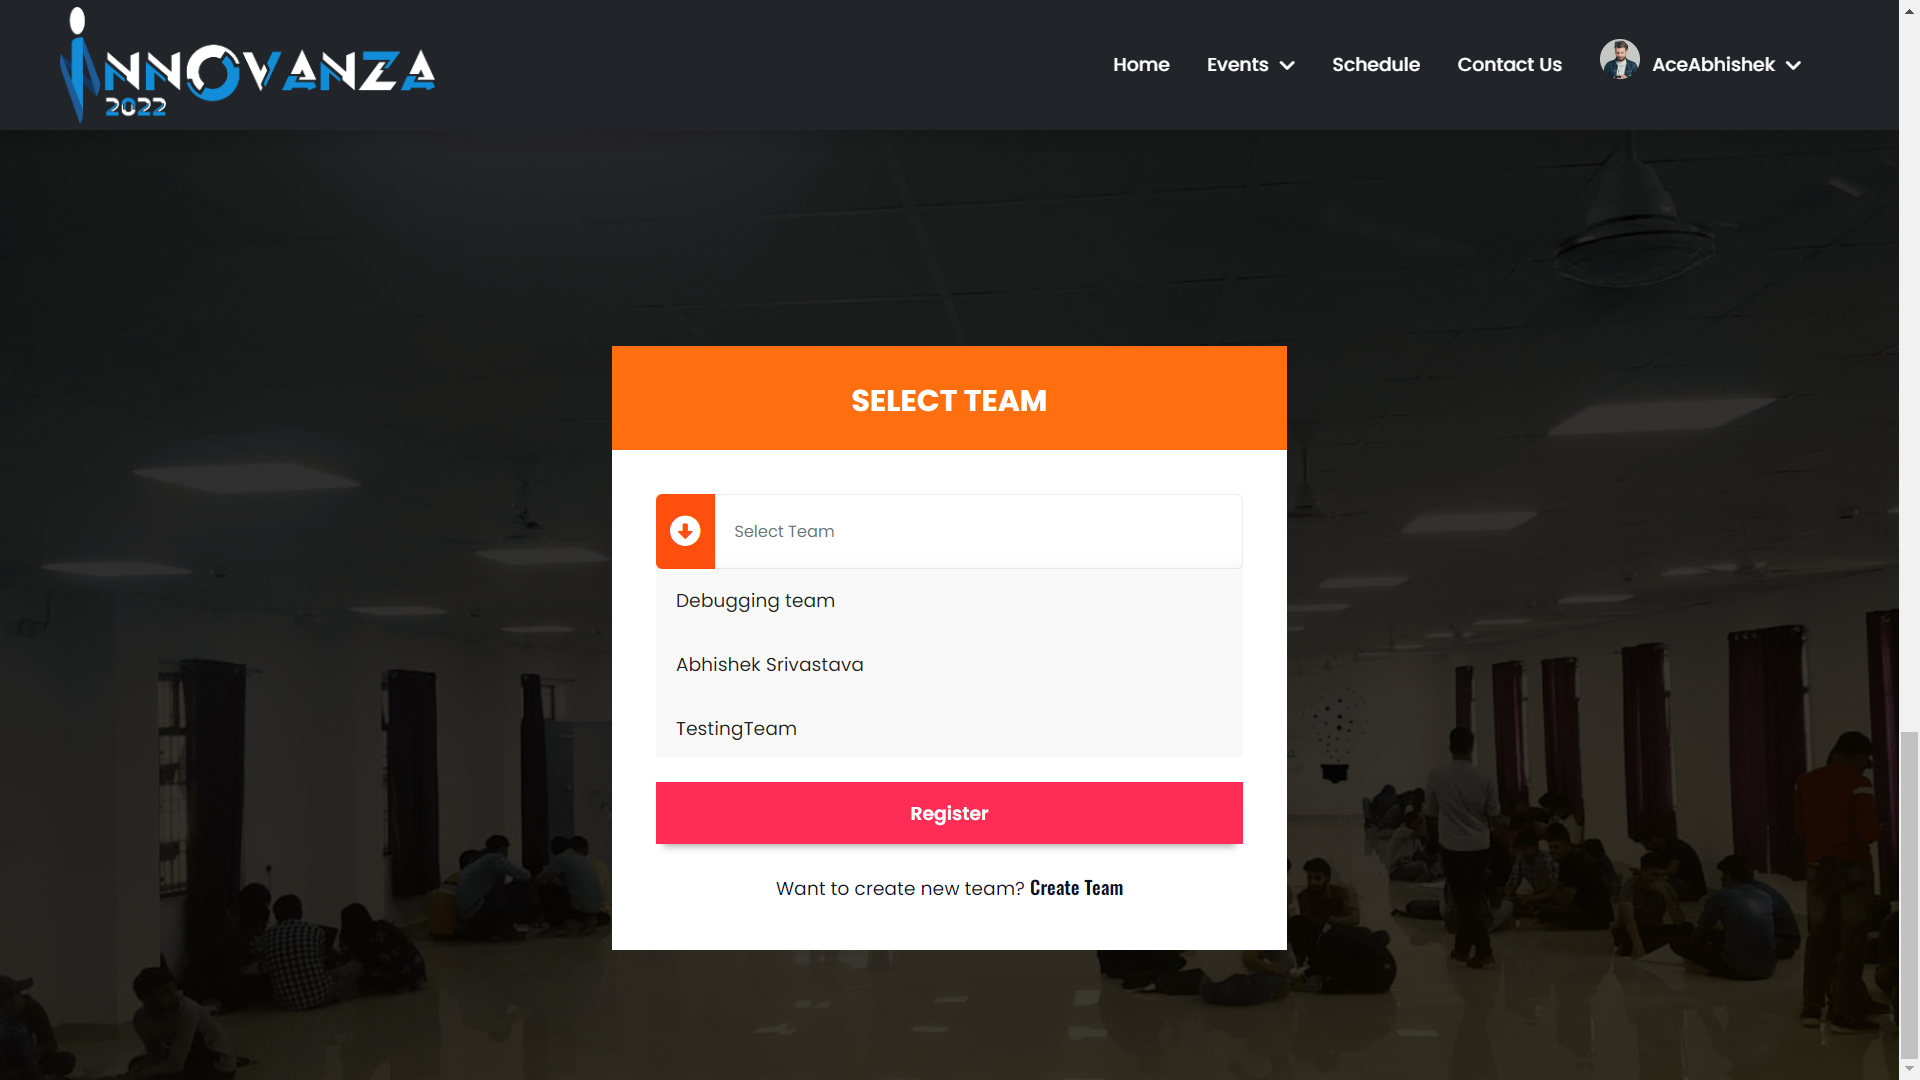 INNOVANZA
2022
Home
Events
Schedule
Contact Us
AceAbhishek
SELECT TEAM
Select Team
Debugging team
Abhishek Srivastava
TestingTeam
Register
Want to create new team? Create Team